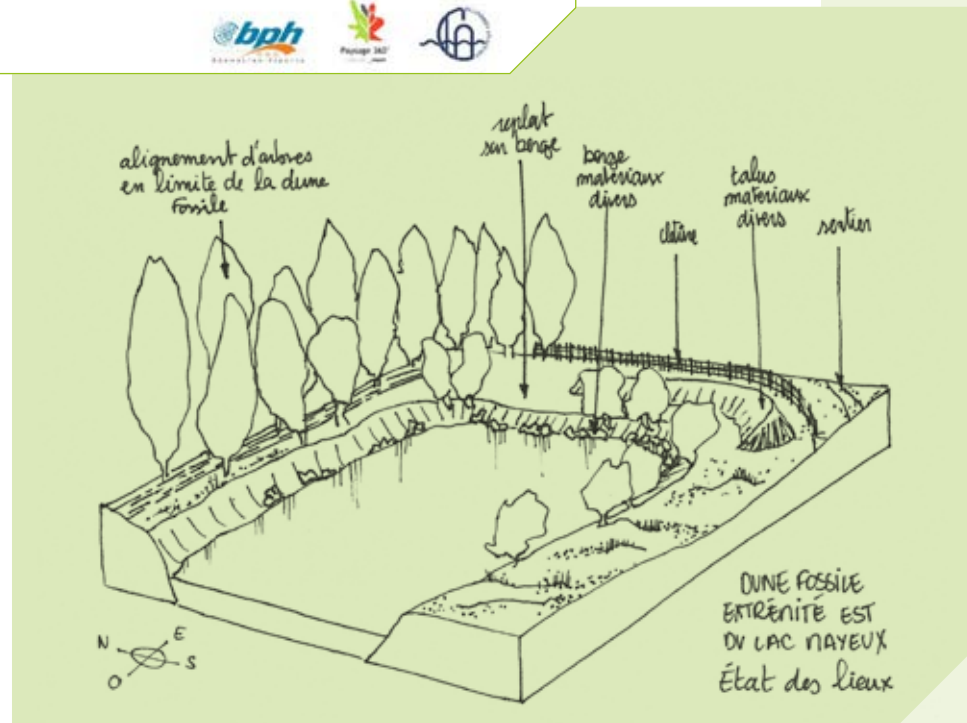 bph
Paysage 360°
alignement d'arbres
en limite de la dune
fossile
replat
sur berge
berge
matériaux
divers
clôture
talus
matériaux
divers
sentier
N
E
S
O
DUNE FOSSILE
EXTRÉMITÉ EST
DU LAC MAYEUX
État des lieux